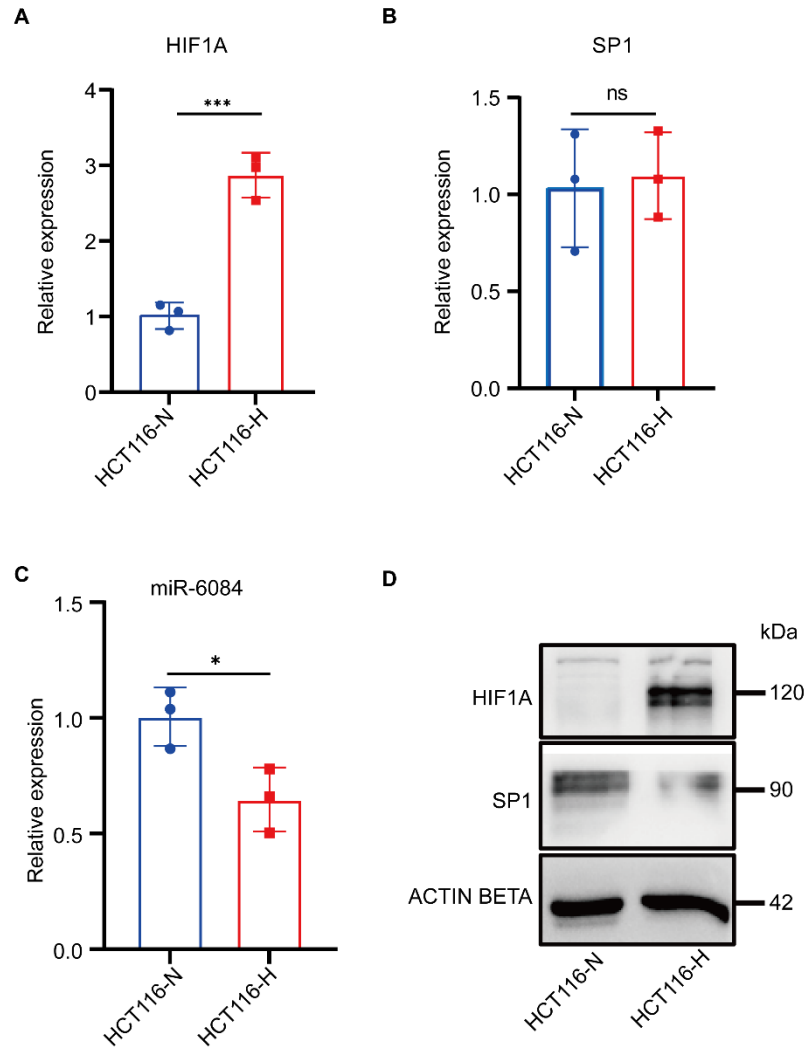 A
HIF1A
Relative expression
4
3
2
1
0
***
HCT116-N
HCT116-H
B
SP1
Relative expression
1.5
1.0
0.5
0.0
ns
HCT116-N
HCT116-H
C
miR-6084
Relative expression
1.5
1.0
0.5
0.0
*
HCT116-N
HCT116-H
D
kDa
HIF1A
120
SP1
90
ACTIN BETA
42
HCT116-N
HCT116-H